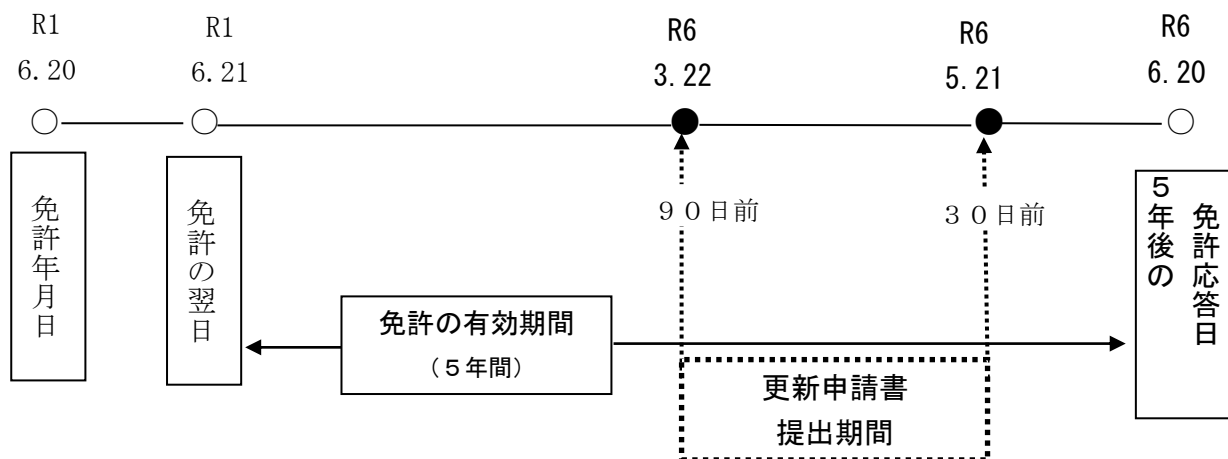 R1
6.20
R1
6.21
R6
3.22
R6
5.21
R6
6.20
免許年月日
免許の翌日
９０日前
３０日前
５年後の
免許応答日
免許の有効期間
（５年間）
更新申請書
提出期間